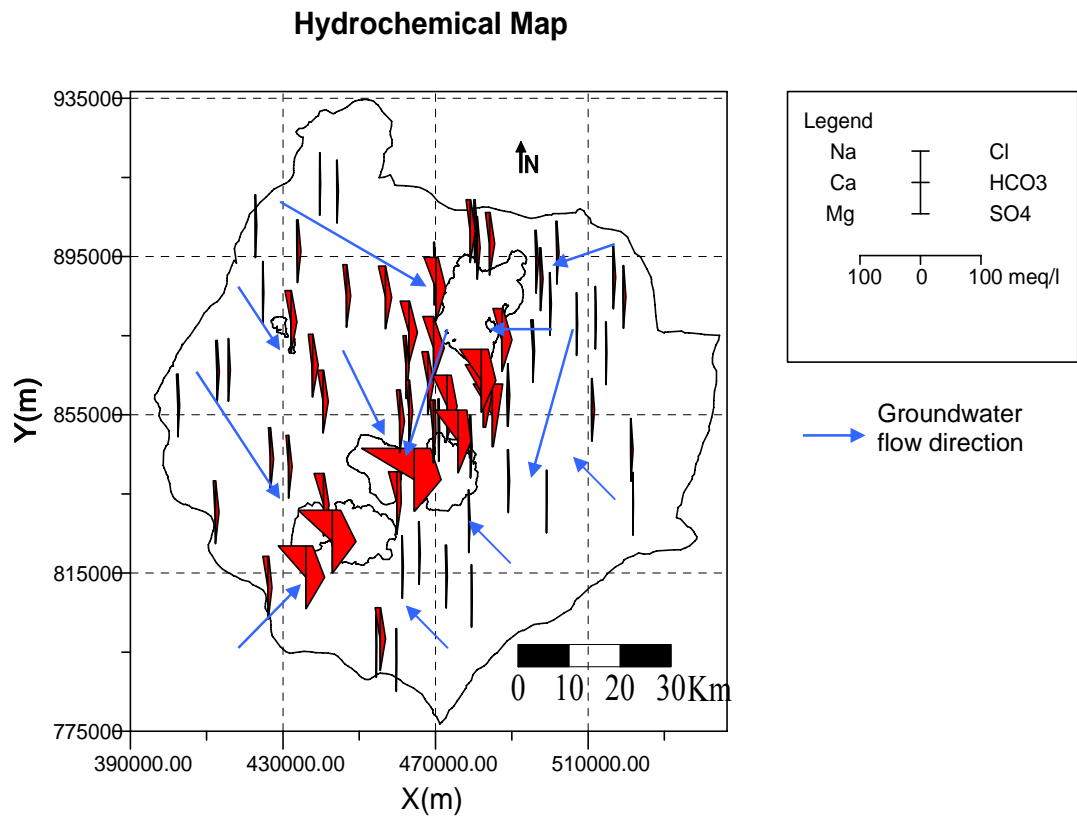 Hydrochemical Map
935000
895000
855000
815000
775000
Y(m)
390000.00 430000.00 470000.00 510000.00
X(m)
N
0 10 20 30Km
Legend
Na Cl
Ca HCO3
Mg SO4
100 0 100 meq/l
Groundwater
flow direction